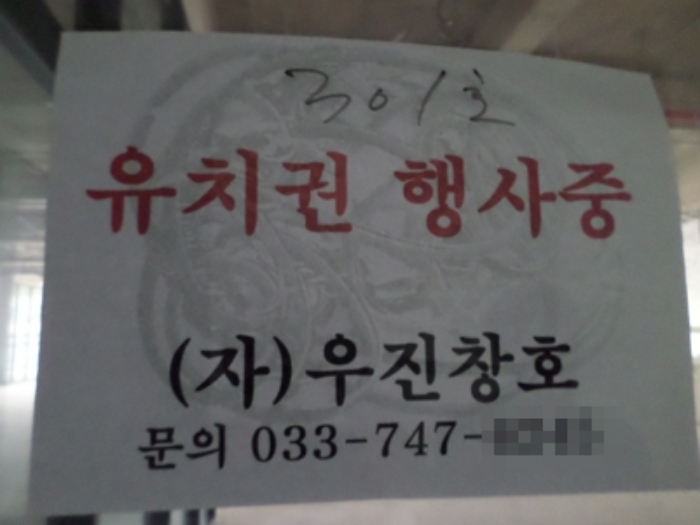 301호
유치권 행사중
(자)우진창호
문의 033-747-